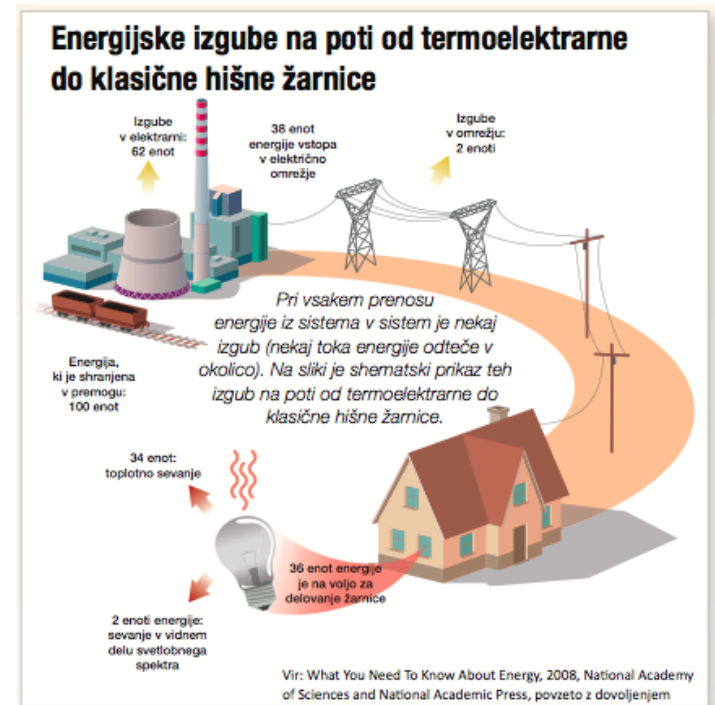 Energijske izgube na poti od termoelektrarne
do klasične hišne žarnice
Izgube
v elektrarni:
62 enot
38 enot
energije vstopa
v električno
omrežje
Izgube
v omrežju:
2 enoti
Pri vsakem prenosu
energije iz sistema v sistem je nekaj
izgub (nekaj toka energije odteče v
okolico). Na sliki je shematski prikaz teh
izgub na poti od termoelektrarne do
klasične hišne žarnice.
Energija,
ki je shranjena
v premogu:
100 enot
34 enot:
toplotno sevanje
36 enot energije
je na voljo za
delovanje žarnice
2 enoti energije:
sevanje v vidnem
delu svetlobnega
spektra
Vir: What You Need To Know About Energy, 2008, National Academy
of Sciences and National Academic Press, povzeto z dovoljenjem